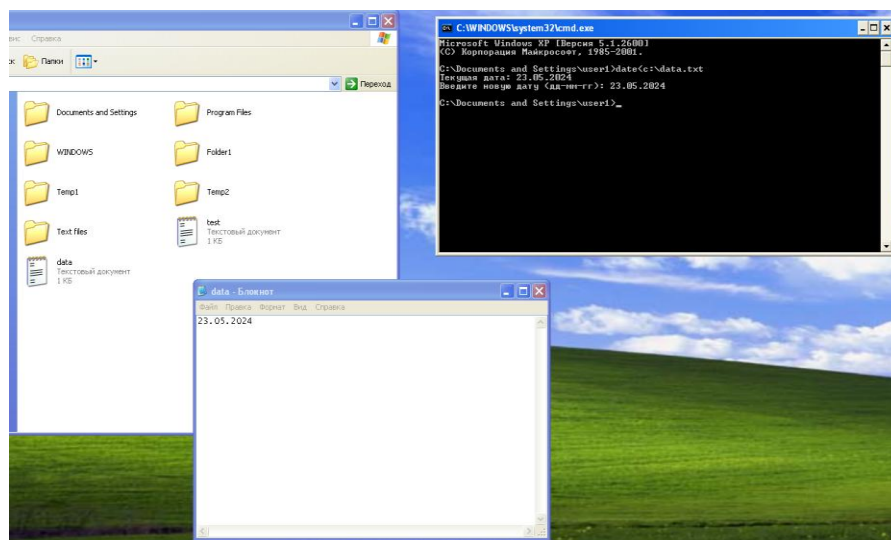 вис Справка
Папки
Переход
Documents and Settings
Program Files
WINDOWS
Folder1
Temp1
Temp2
Text files
test
Текстовый документ
1 КБ
data
Текстовый документ
1 КБ
C:\WINDOWS\system32\cmd.exe
Microsoft Windows XP [Версия 5.1.2600]
(C) Корпорация Майкрософт, 1985-2001.
C:\Documents and Settings\user1>date<c:\data.txt
Текущая дата: 23.05.2024
Введите новую дату (дд-мм-гг): 23.05.2024
C:\Documents and Settings\user1>_
data - Блокнот
Файл Правка Формат Вид Справка
23.05.2024